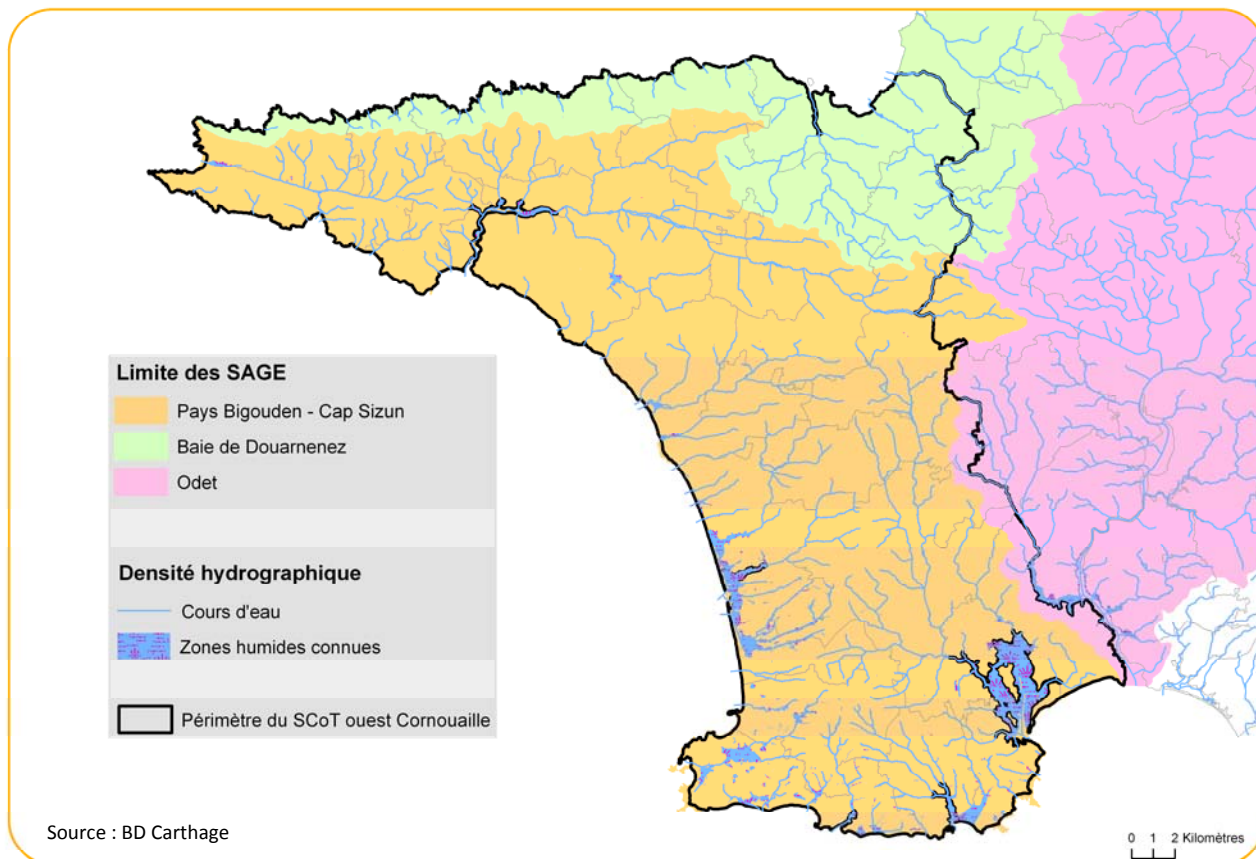 Limite des SAGE
Pays Bigouden - Cap Sizun
Baie de Douarnenez
Odet
Densité hydrographique
Cours d'eau
Zones humides connues
Périmètre du SCoT ouest Cornouaille
Source : BD Carthage
0 1 2 Kilomètres